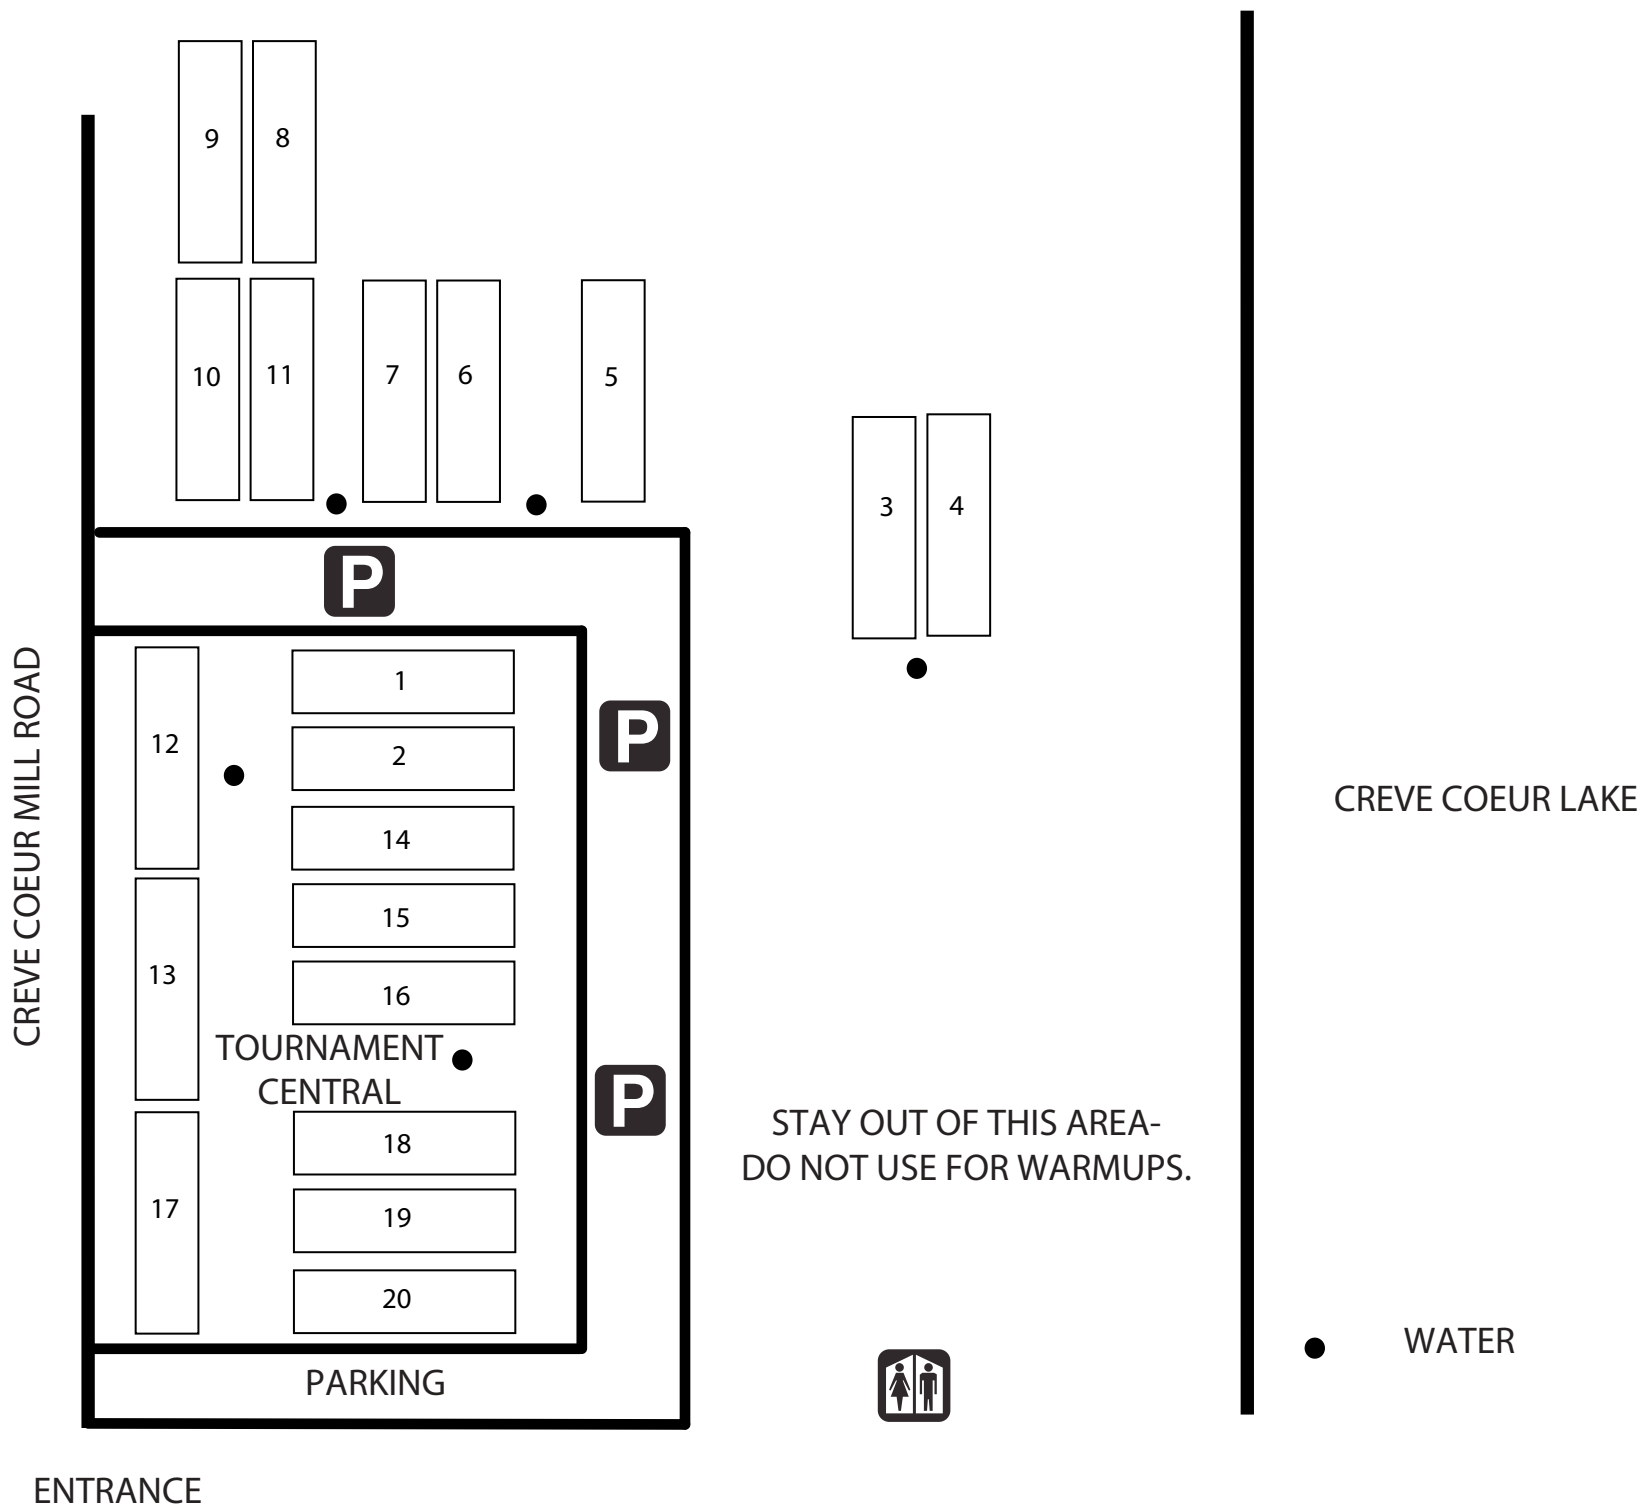 9
8
10
11
7
6
5
3
4
P
CREVE COEUR MILL ROAD
12
1
2
P
14
CREVE COEUR LAKE
15
13
16
TOURNAMENT
CENTRAL
P
18
STAY OUT OF THIS AREA-
DO NOT USE FOR WARMUPS.
17
19
20
WATER
PARKING
ENTRANCE